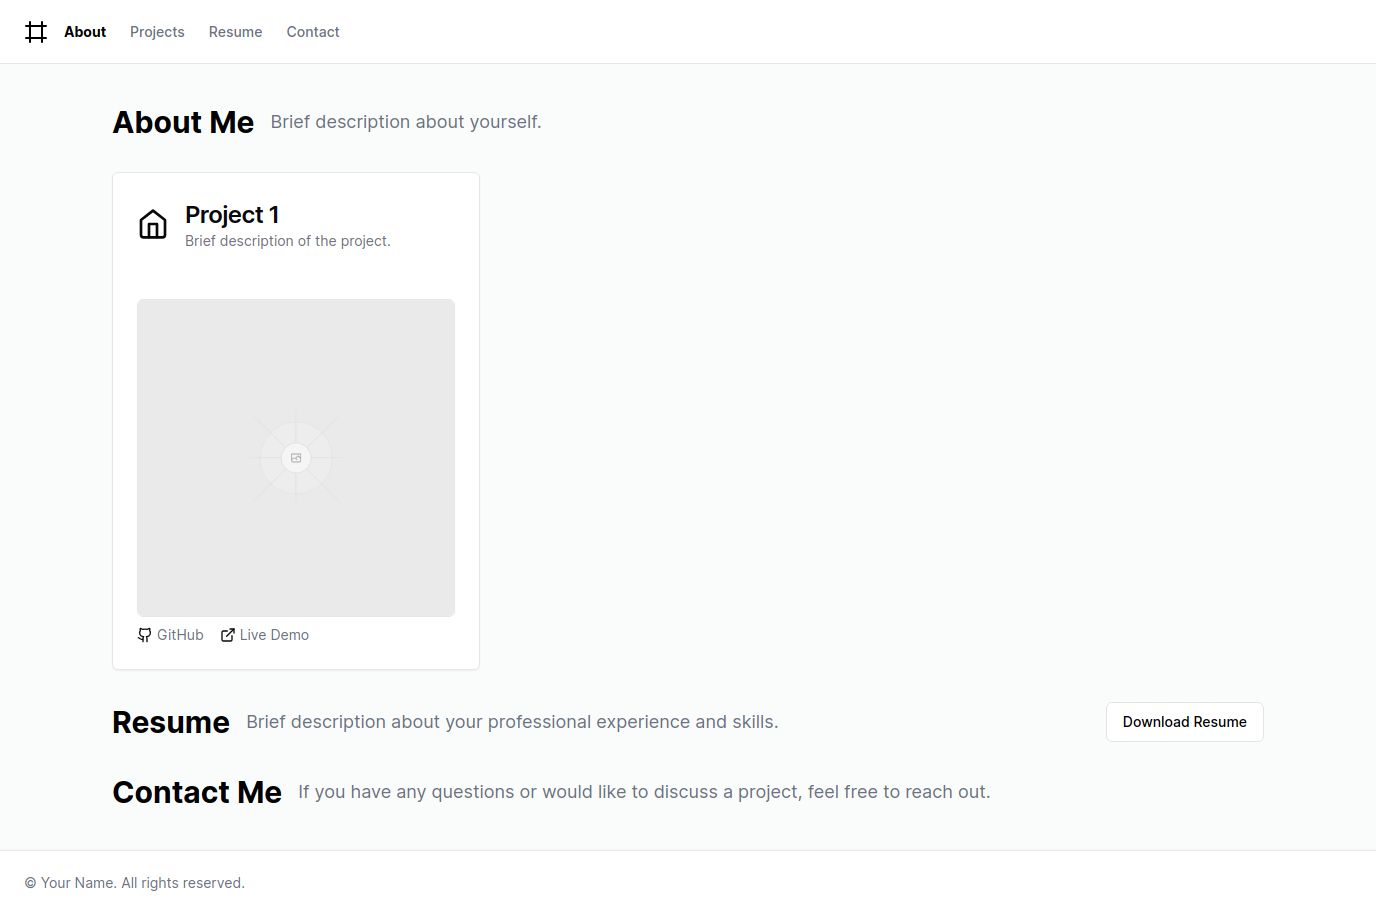 About Projects Resume Contact
About Me Brief description about yourself.
Project 1
Brief description of the project.
GitHub Live Demo
Resume Brief description about your professional experience and skills. Download Resume
Contact Me If you have any questions or would like to discuss a project, feel free to reach out.
© Your Name. All rights reserved.